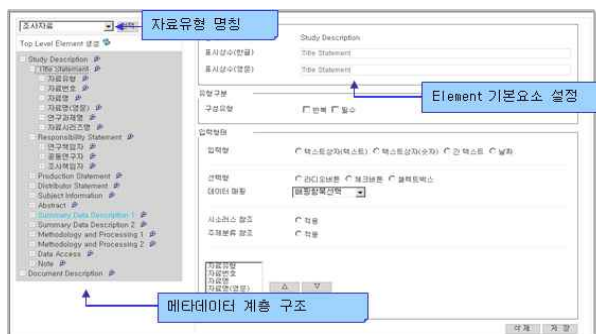 조사자료
자료유형 명칭
Top Level Element 생성
Study Description
Title Statement
자료유형
자료번호
자료명
자료명(영문)
연구과제명
자료시리즈명
Responsibility Statement
연구책임자
공동연구자
조사책임자
Production Statement
Distributor Statement
Subject Information
Abstract
Summary Data Description 1
Summary Data Description 2
Methodology and Processing 1
Methodology and Processing 2
Data Access
Note
Document Description
메타데이터 계층 구조
Study Description
표시상수(한글) Title Statement
표시상수(영문) Title Statement
Element 기본요소 설정
유형구분
구성유형 반복 필수
입력형태
입력형 텍스트상자(텍스트) 텍스트상자(숫자) 긴 텍스트 날짜
선택형 라디오버튼 체크버튼 셀렉트박스
데이터 매핑 매핑항목선택
시소러스 참조 적용
주제분류 참조 적용
자료유형
자료번호
자료명
자료명(영문)
삭제 저장